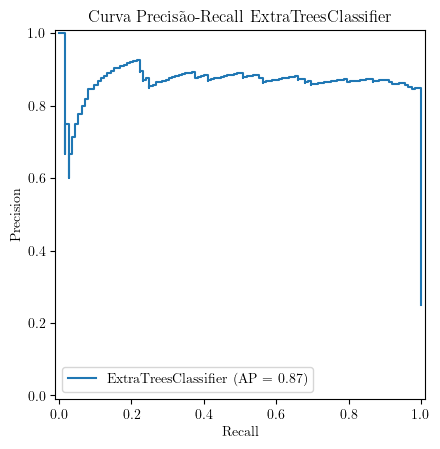 Curva Precisão-Recall ExtraTreesClassifier
1.0
0.8
0.6
0.4
0.2
0.0
Precision
ExtraTreesClassifier (AP = 0.87)
0.0 0.2 0.4 0.6 0.8 1.0
Recall